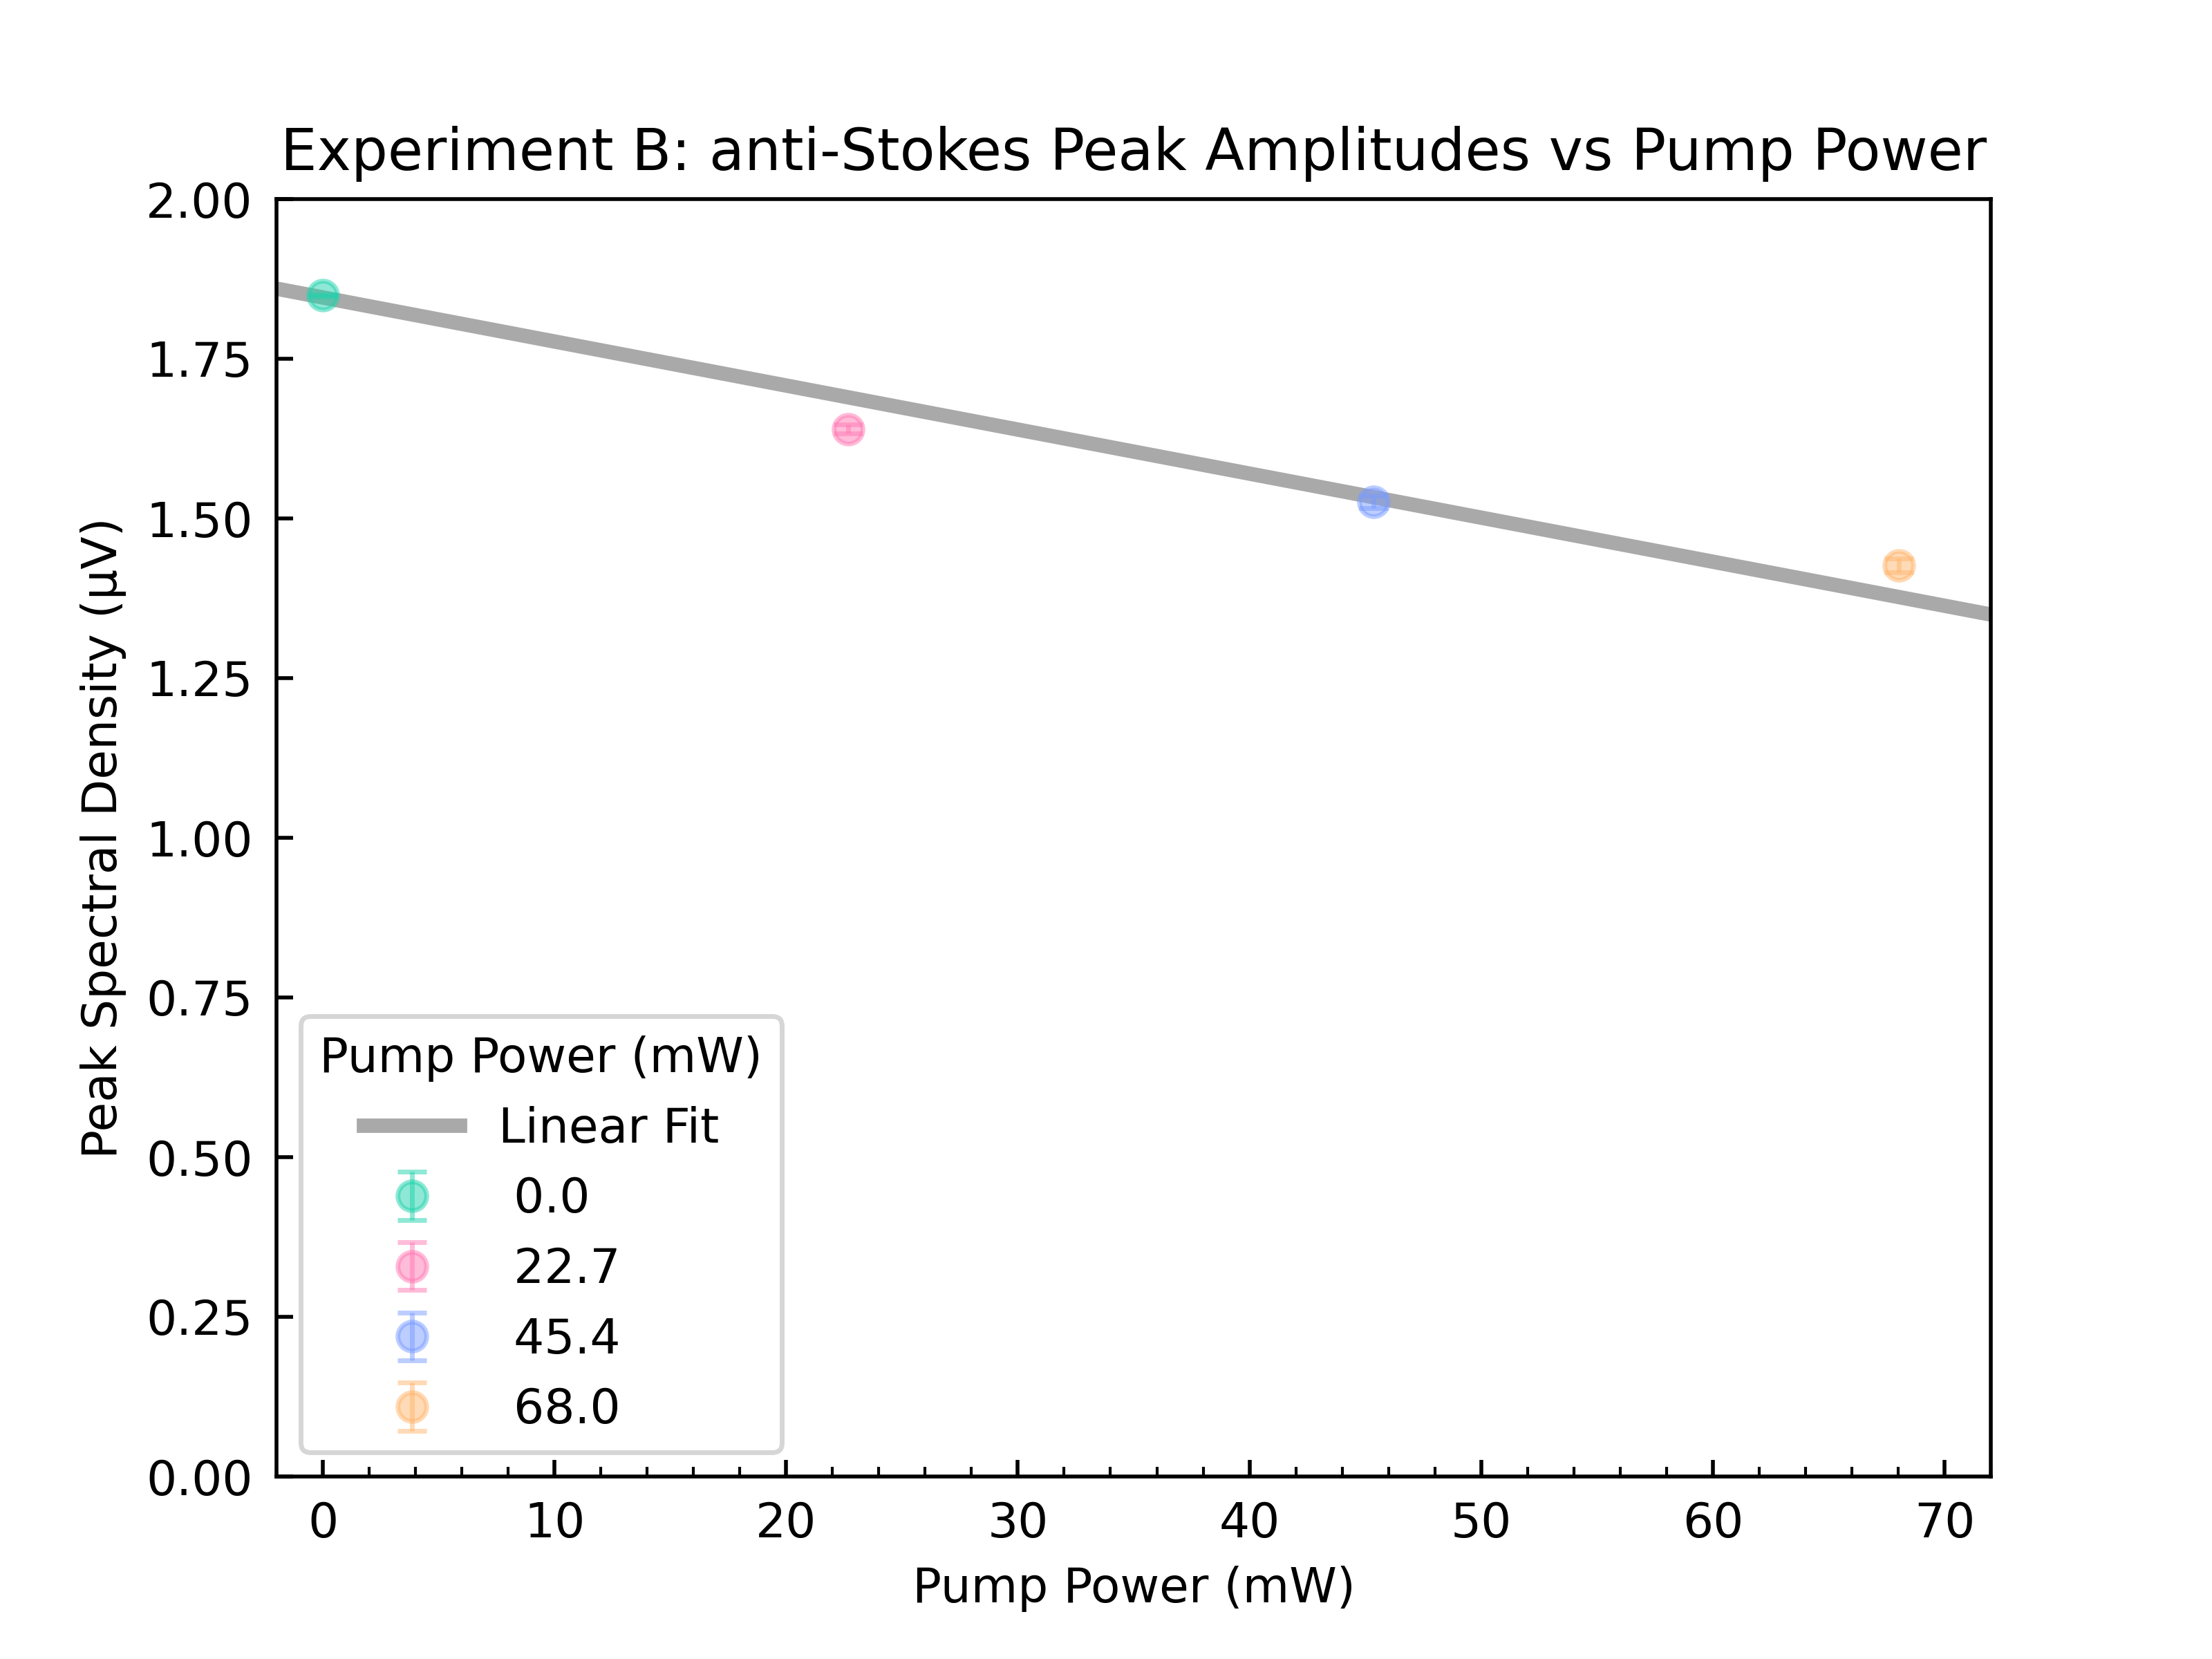 Experiment B: anti-Stokes Peak Amplitudes vs Pump Power
2.00
1.75
1.50
1.25
1.00
0.75
0.50
0.25
0.00
Peak Spectral Density (μV)
Pump Power (mW)
Linear Fit
0.0
22.7
45.4
68.0
0 10 20 30 40 50 60 70
Pump Power (mW)